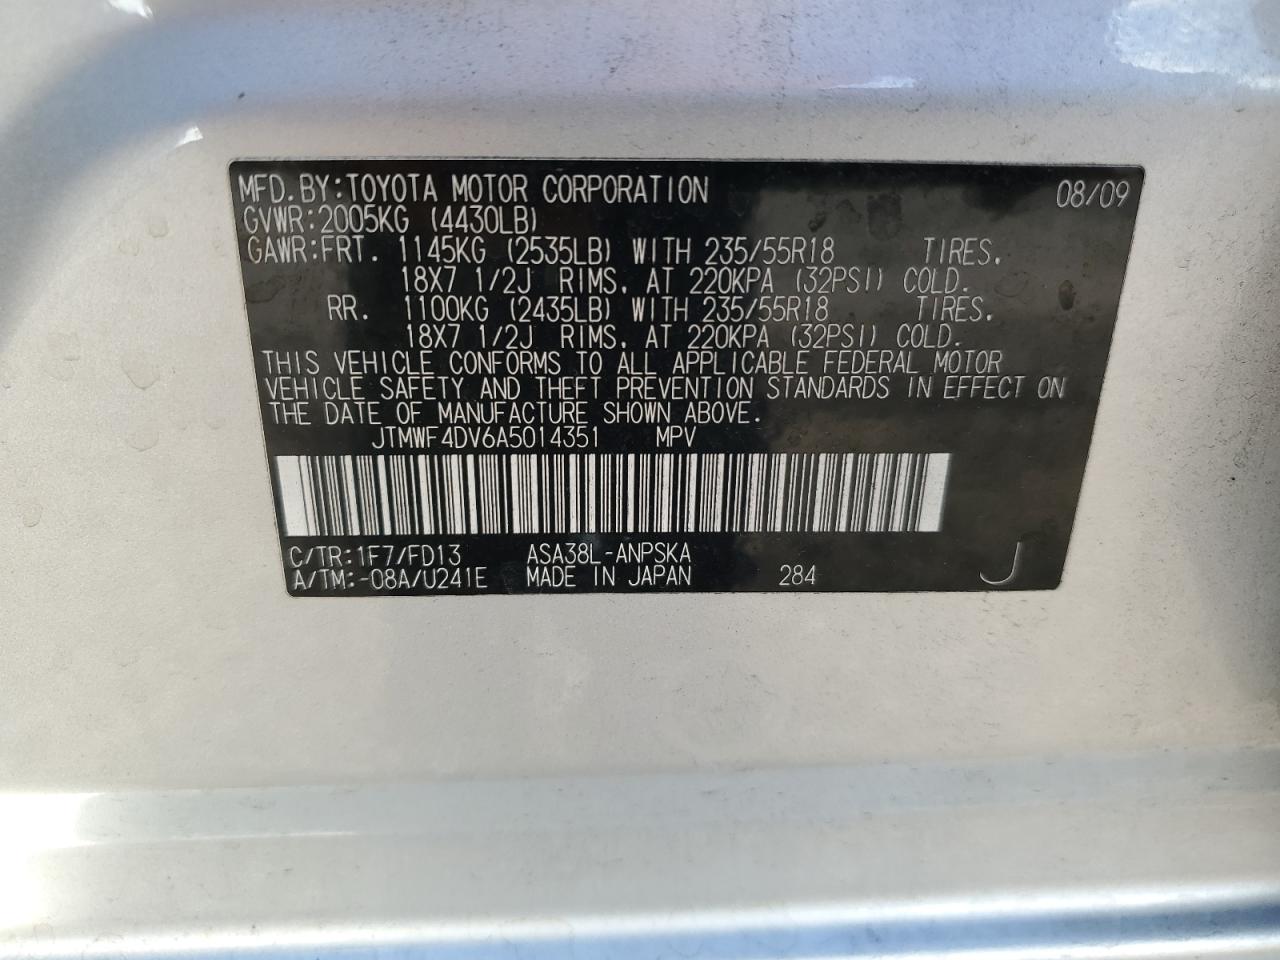 MFD.BY:TOYOTA MOTOR CORPORATION 08/09
GVWR:2005KG (4430LB)
GAWR:FRT. 1145KG (2535LB) WITH 235/55R18 TIRES,
18X7 1/2J RIMS, AT 220KPA (32PSI) COLD.
RR. 1100KG (2435LB) WITH 235/55R18 TIRES,
18X7 1/2J RIMS, AT 220KPA (32PSI) COLD.
THIS VEHICLE CONFORMS TO ALL APPLICABLE FEDERAL MOTOR
VEHICLE SAFETY AND THEFT PREVENTION STANDARDS IN EFFECT ON
THE DATE OF MANUFACTURE SHOWN ABOVE.
JTMWF4DV6A5014351 MPV
C/TR:1F7/FD13 ASA38L-ANPSKA
A/TM:-08A/U241E MADE IN JAPAN 284 J